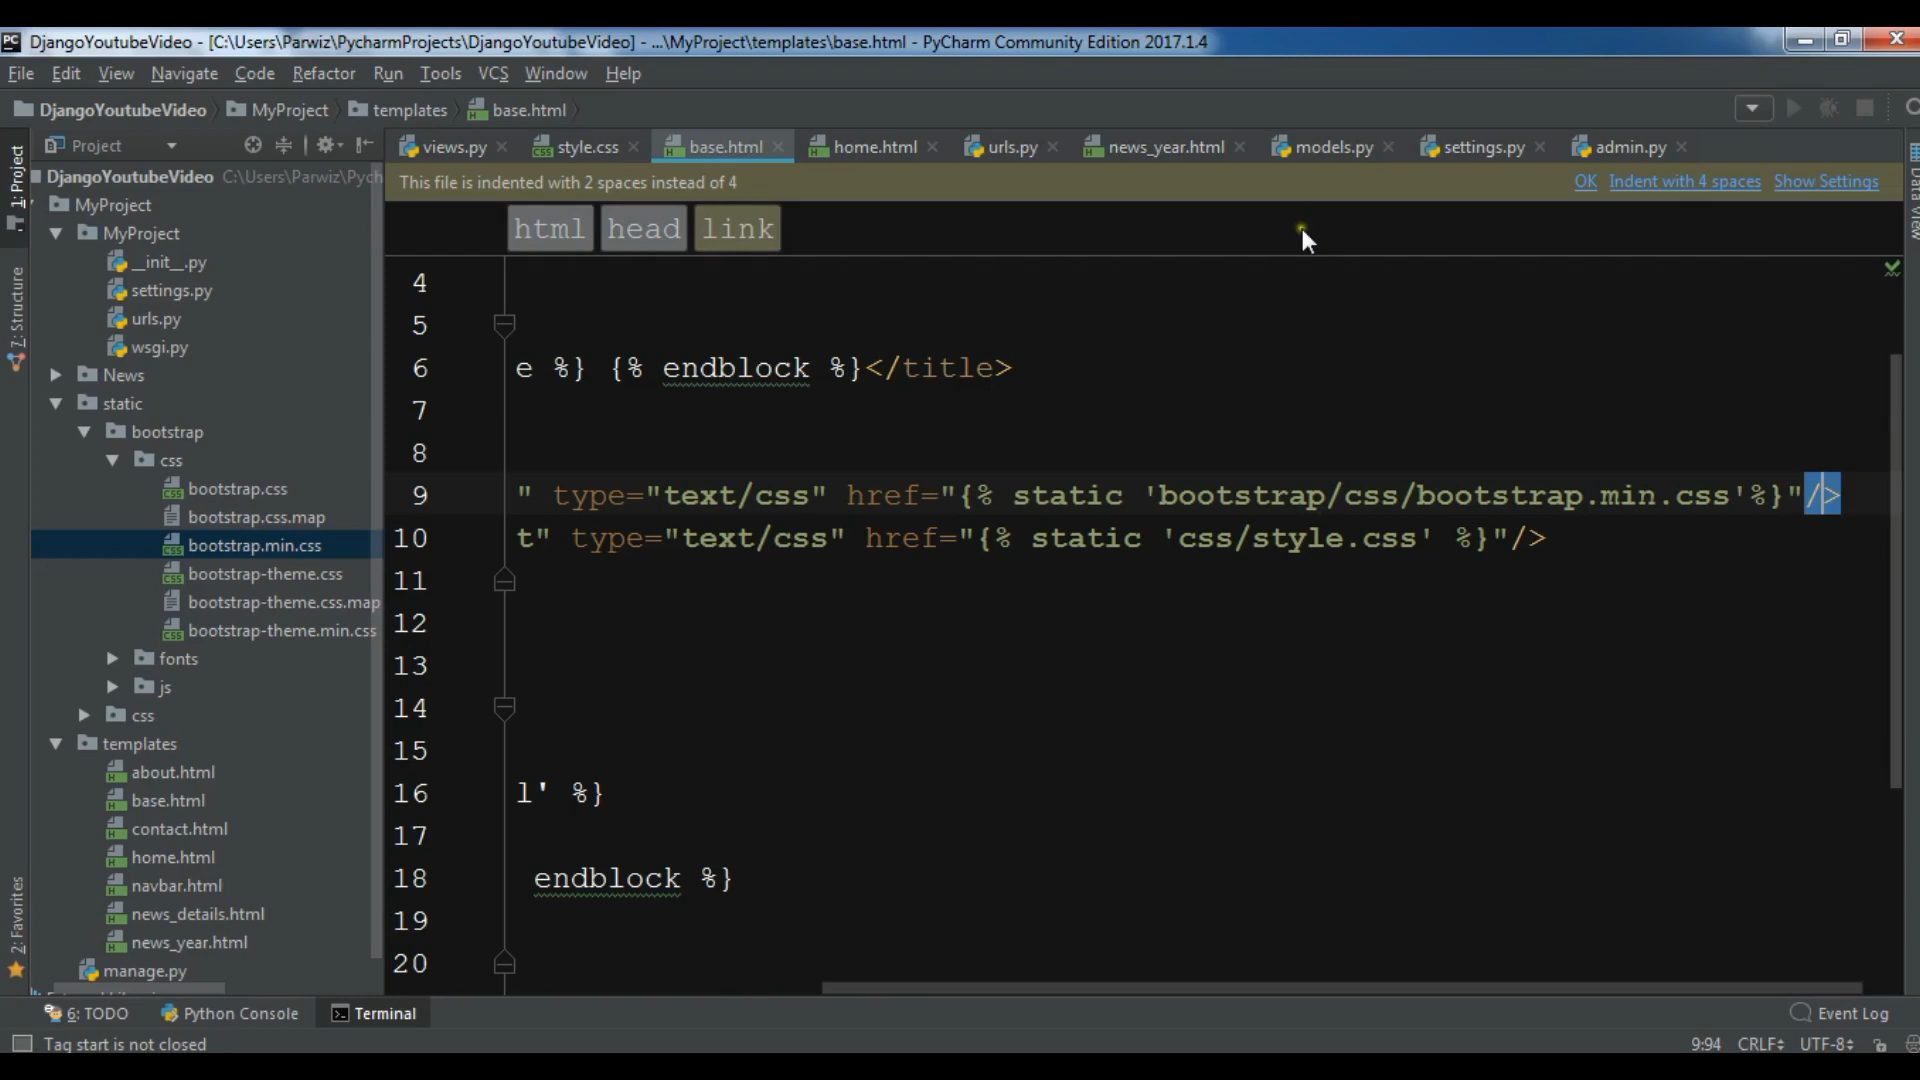 DjangoYoutubeVideo - [C:\Users\Parwiz\PycharmProjects\DjangoYoutubeVideo] - ...\MyProject\templates\base.html - PyCharm Community Edition 2017.1.4
File Edit View Navigate Code Refactor Run Tools VCS Window Help
DjangoYoutubeVideo MyProject templates base.html
Project
views.py style.css base.html home.html urls.py news_year.html models.py settings.py admin.py
This file is indented with 2 spaces instead of 4
OK Indent with 4 spaces Show Settings
html head link
1: Project
7: Structure
2: Favorites
Data View
DjangoYoutubeVideo C:\Users\Parwiz\Pych
MyProject
MyProject
__init__.py
settings.py
urls.py
wsgi.py
News
static
bootstrap
css
bootstrap.css
bootstrap.css.map
bootstrap.min.css
bootstrap-theme.css
bootstrap-theme.css.map
bootstrap-theme.min.css
fonts
js
css
templates
about.html
base.html
contact.html
home.html
navbar.html
news_details.html
news_year.html
manage.py
4
5
6 e %} {% endblock %}</title>
7
8
9 " type="text/css" href="{% static 'bootstrap/css/bootstrap.min.css'%}"/>
10 t" type="text/css" href="{% static 'css/style.css' %}"/>
11
12
13
14
15
16 l' %}
17
18 endblock %}
19
20
6: TODO Python Console Terminal Event Log
Tag start is not closed 9:94 CRLF UTF-8